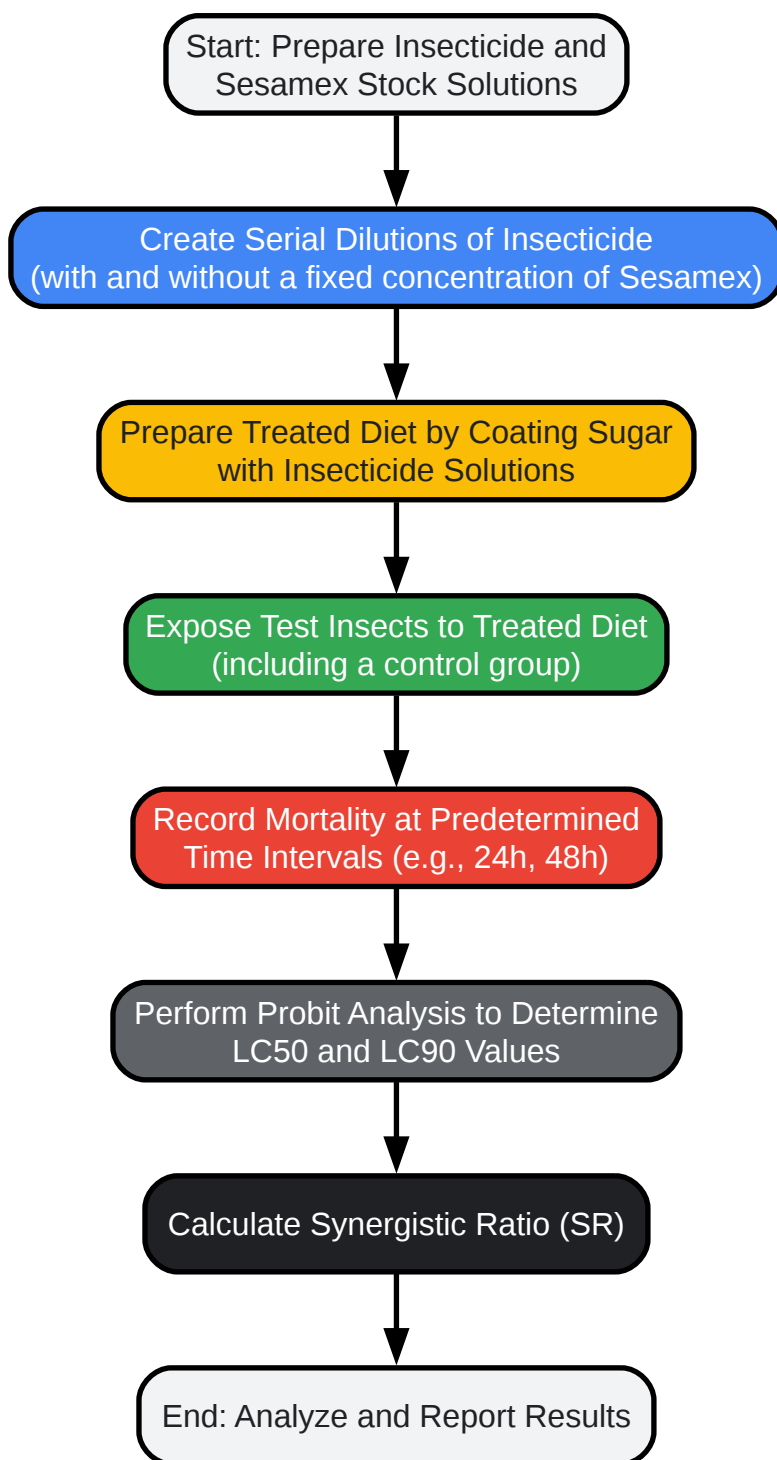 Start: Prepare Insecticide and
Sesamex Stock Solutions
Create Serial Dilutions of Insecticide
(with and without a fixed concentration of Sesamex)
Prepare Treated Diet by Coating Sugar
with Insecticide Solutions
Expose Test Insects to Treated Diet
(including a control group)
Record Mortality at Predetermined
Time Intervals (e.g., 24h, 48h)
Perform Probit Analysis to Determine
LC50 and LC90 Values
Calculate Synergistic Ratio (SR)
End: Analyze and Report Results